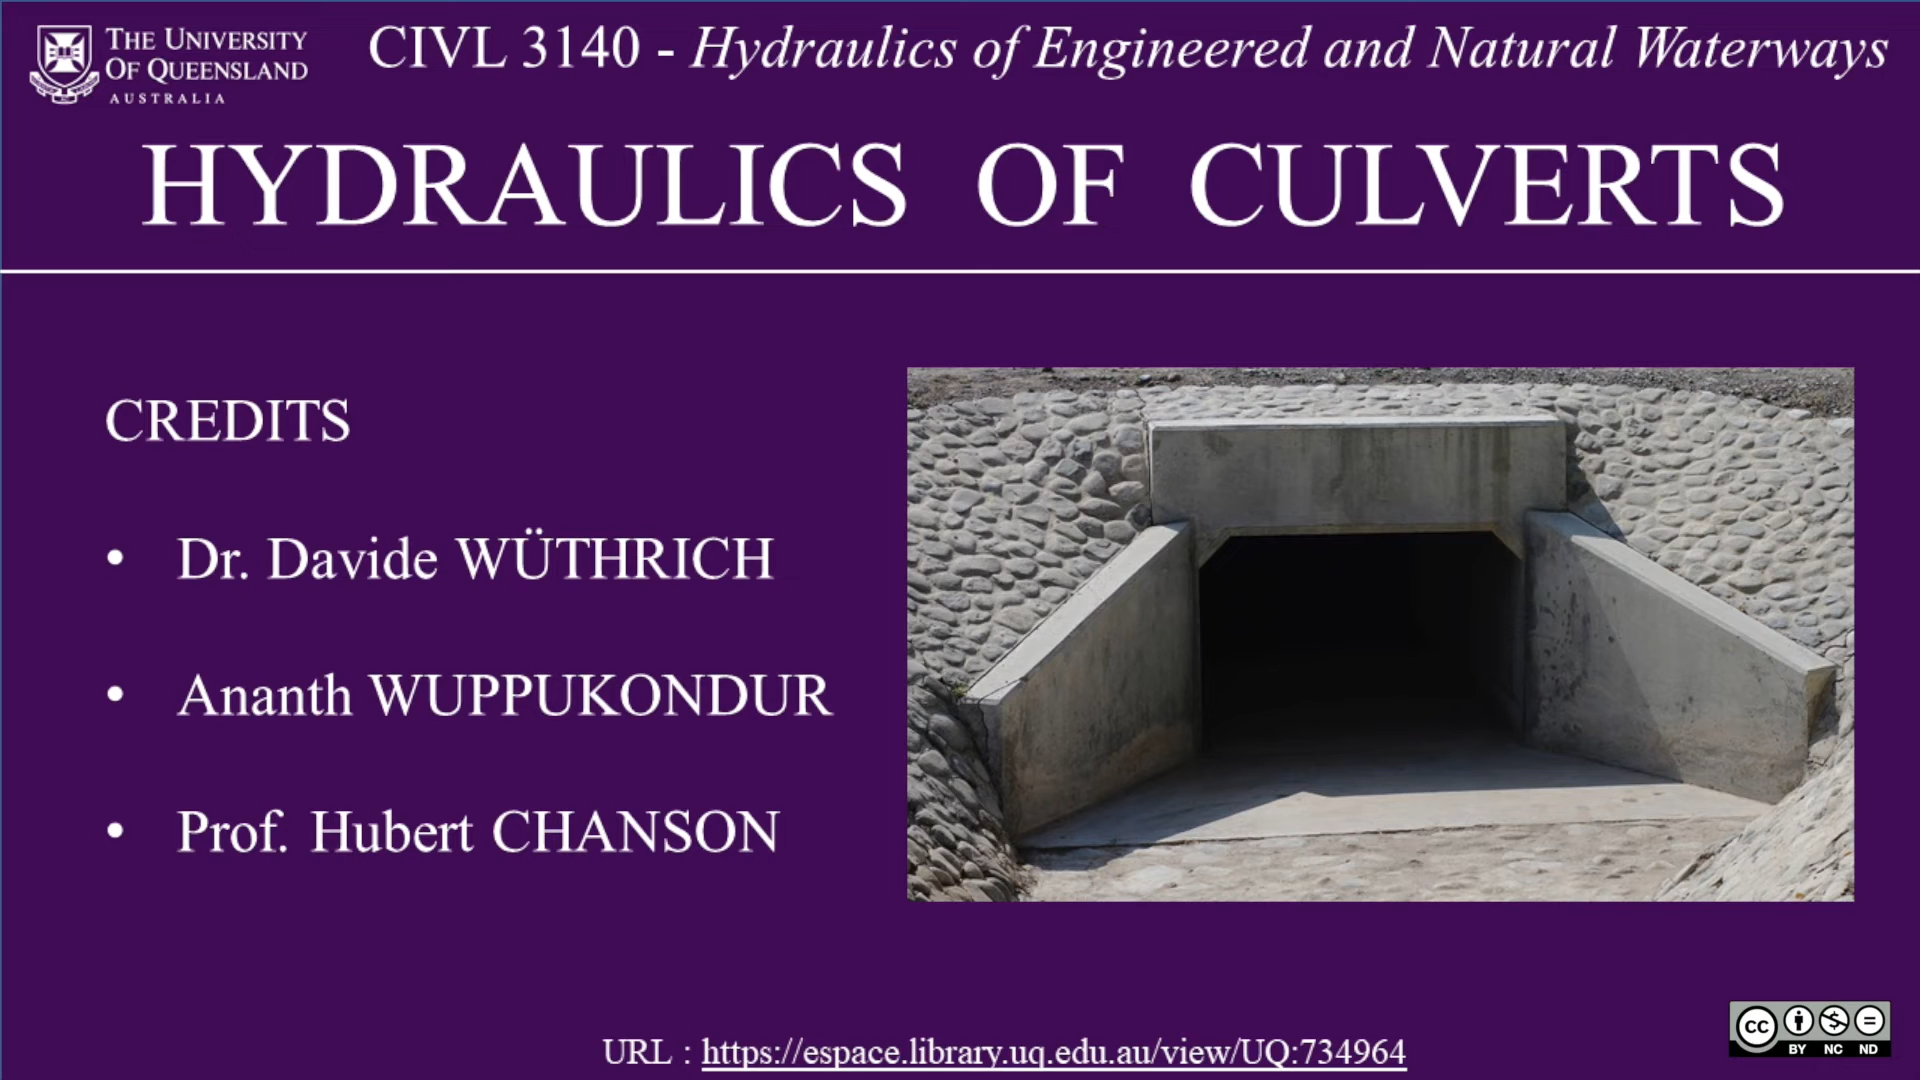 THE UNIVERSITY
OF QUEENSLAND
AUSTRALIA
CIVL 3140 - Hydraulics of Engineered and Natural Waterways
HYDRAULICS OF CULVERTS
CREDITS
• Dr. Davide WÜTHRICH
• Ananth WUPPUKONDUR
• Prof. Hubert CHANSON
URL : https://espace.library.uq.edu.au/view/UQ:734964
cc
BY NC ND